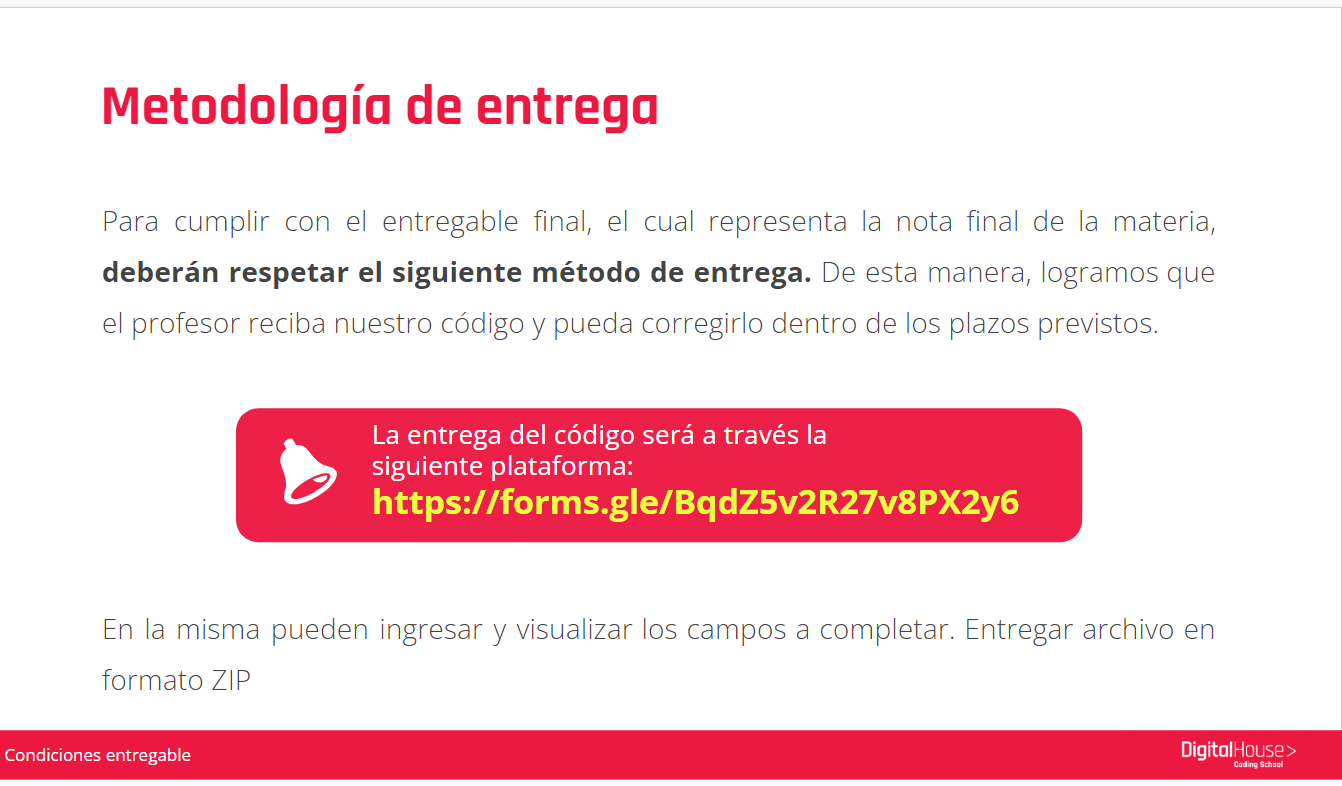 Metodología de entrega
Para cumplir con el entregable final, el cual representa la nota final de la materia,
deberán respetar el siguiente método de entrega. De esta manera, logramos que
el profesor reciba nuestro código y pueda corregirlo dentro de los plazos previstos.
La entrega del código será a través la
siguiente plataforma:
https://forms.gle/BqdZ5v2R27v8PX2y6
En la misma pueden ingresar y visualizar los campos a completar. Entregar archivo en
formato ZIP
Condiciones entregable
DigitalHouse>
Coding School